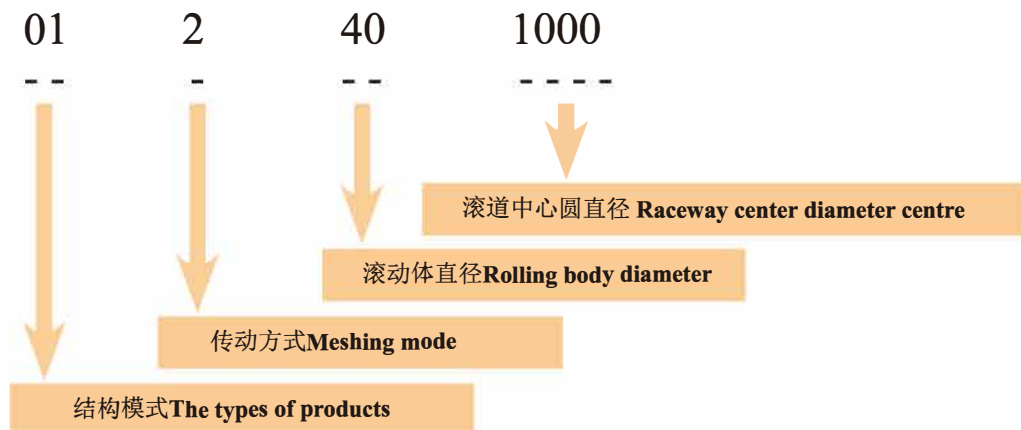 01 2 40 1000
-- - -- ----
滚道中心圆直径 Raceway center diameter centre
滚动体直径Rolling body diameter
传动方式Meshing mode
结构模式The types of products